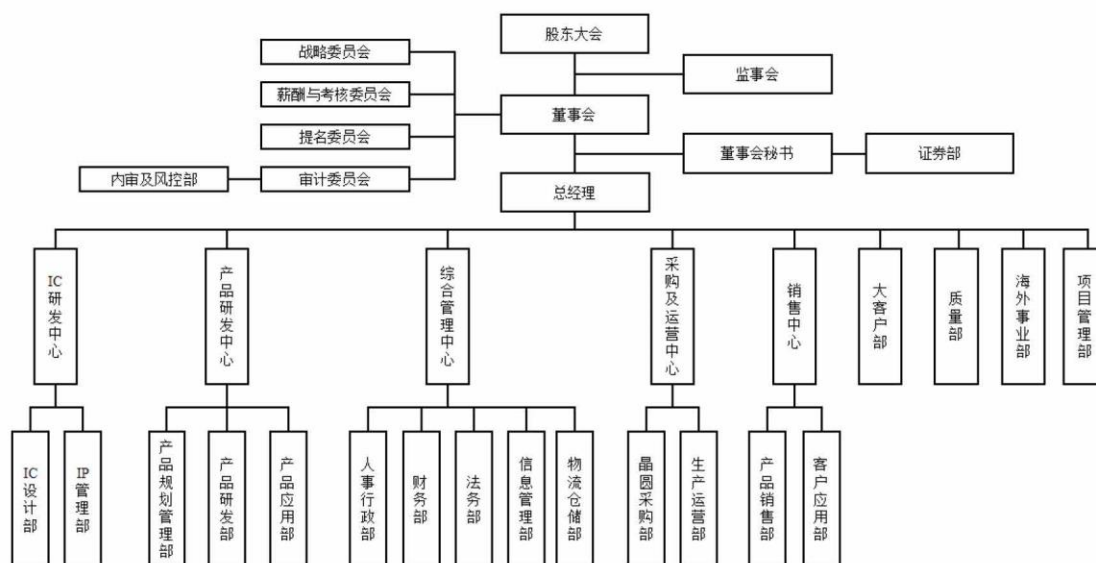 股东大会
战略委员会
监事会
薪酬与考核委员会
董事会
提名委员会
董事会秘书
证券部
内审及风控部
审计委员会
总经理
IC研发中心
产品研发中心
综合管理中心
采购及运营中心
销售中心
大客户部
质量部
海外事业部
项目管理部
IC设计部
IP管理部
产品规划管理部
产品研发部
产品应用部
人事行政部
财务部
法务部
信息管理部
物流仓储部
晶圆采购部
生产运营部
产品销售部
客户应用部